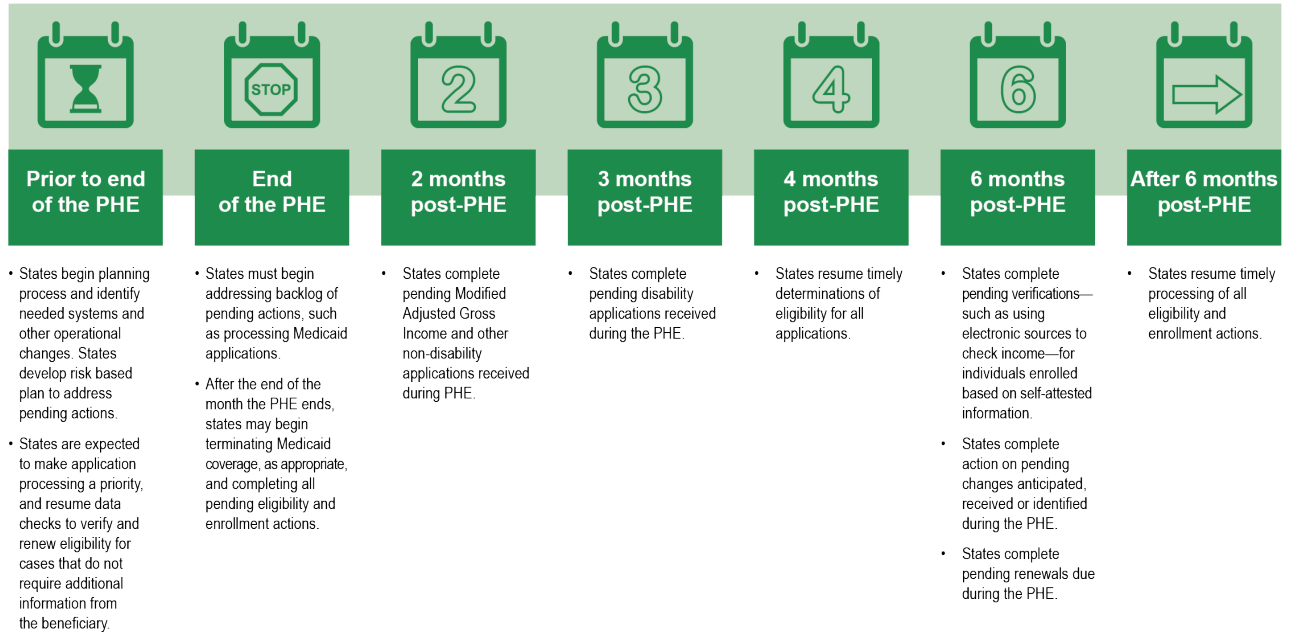 STOP
2
3
4
6
Prior to end
of the PHE
• States begin planning
process and identify
needed systems and
other operational
changes. States
develop risk based
plan to address
pending actions.
• States are expected
to make application
processing a priority,
and resume data
checks to verify and
renew eligibility for
cases that do not
require additional
information from
the beneficiary.
End
of the PHE
• States must begin
addressing backlog of
pending actions, such
as processing Medicaid
applications.
• After the end of the
month the PHE ends,
states may begin
terminating Medicaid
coverage, as appropriate,
and completing all
pending eligibility and
enrollment actions.
2 months
post-PHE
• States complete
pending Modified
Adjusted Gross
Income and other
non-disability
applications received
during PHE.
3 months
post-PHE
• States complete
pending disability
applications received
during the PHE.
4 months
post-PHE
• States resume timely
determinations of
eligibility for all
applications.
6 months
post-PHE
• States complete
pending verifications—
such as using
electronic sources to
check income—for
individuals enrolled
based on self-attested
information.
• States complete
action on pending
changes anticipated,
received or identified
during the PHE.
• States complete
pending renewals due
during the PHE.
After 6 months
post-PHE
• States resume timely
processing of all
eligibility and
enrollment actions.